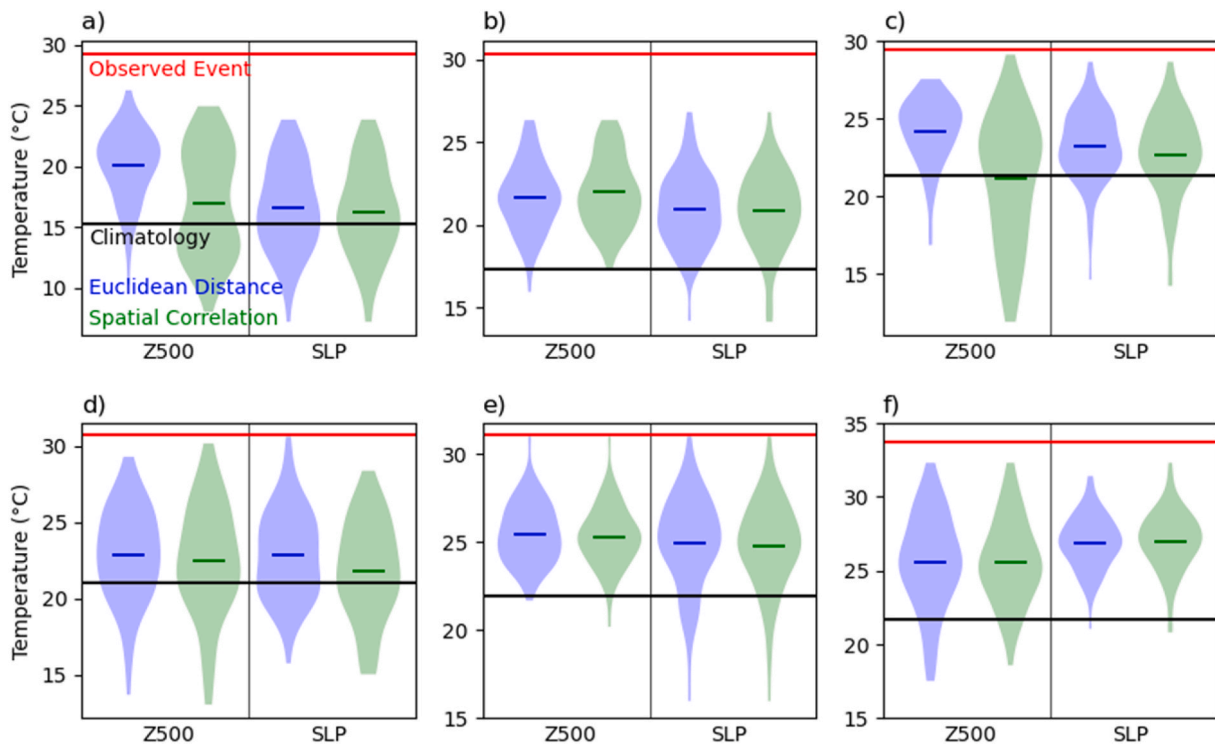 a)
b)
c)
Temperature (°C)
30
25
20
15
10
Observed Event
Climatology
Euclidean Distance
Spatial Correlation
Z500
SLP
30
25
20
15
Z500
SLP
30
25
20
15
Z500
SLP
d)
e)
f)
Temperature (°C)
30
25
20
15
Z500
SLP
30
25
20
15
Z500
SLP
35
30
25
20
15
Z500
SLP